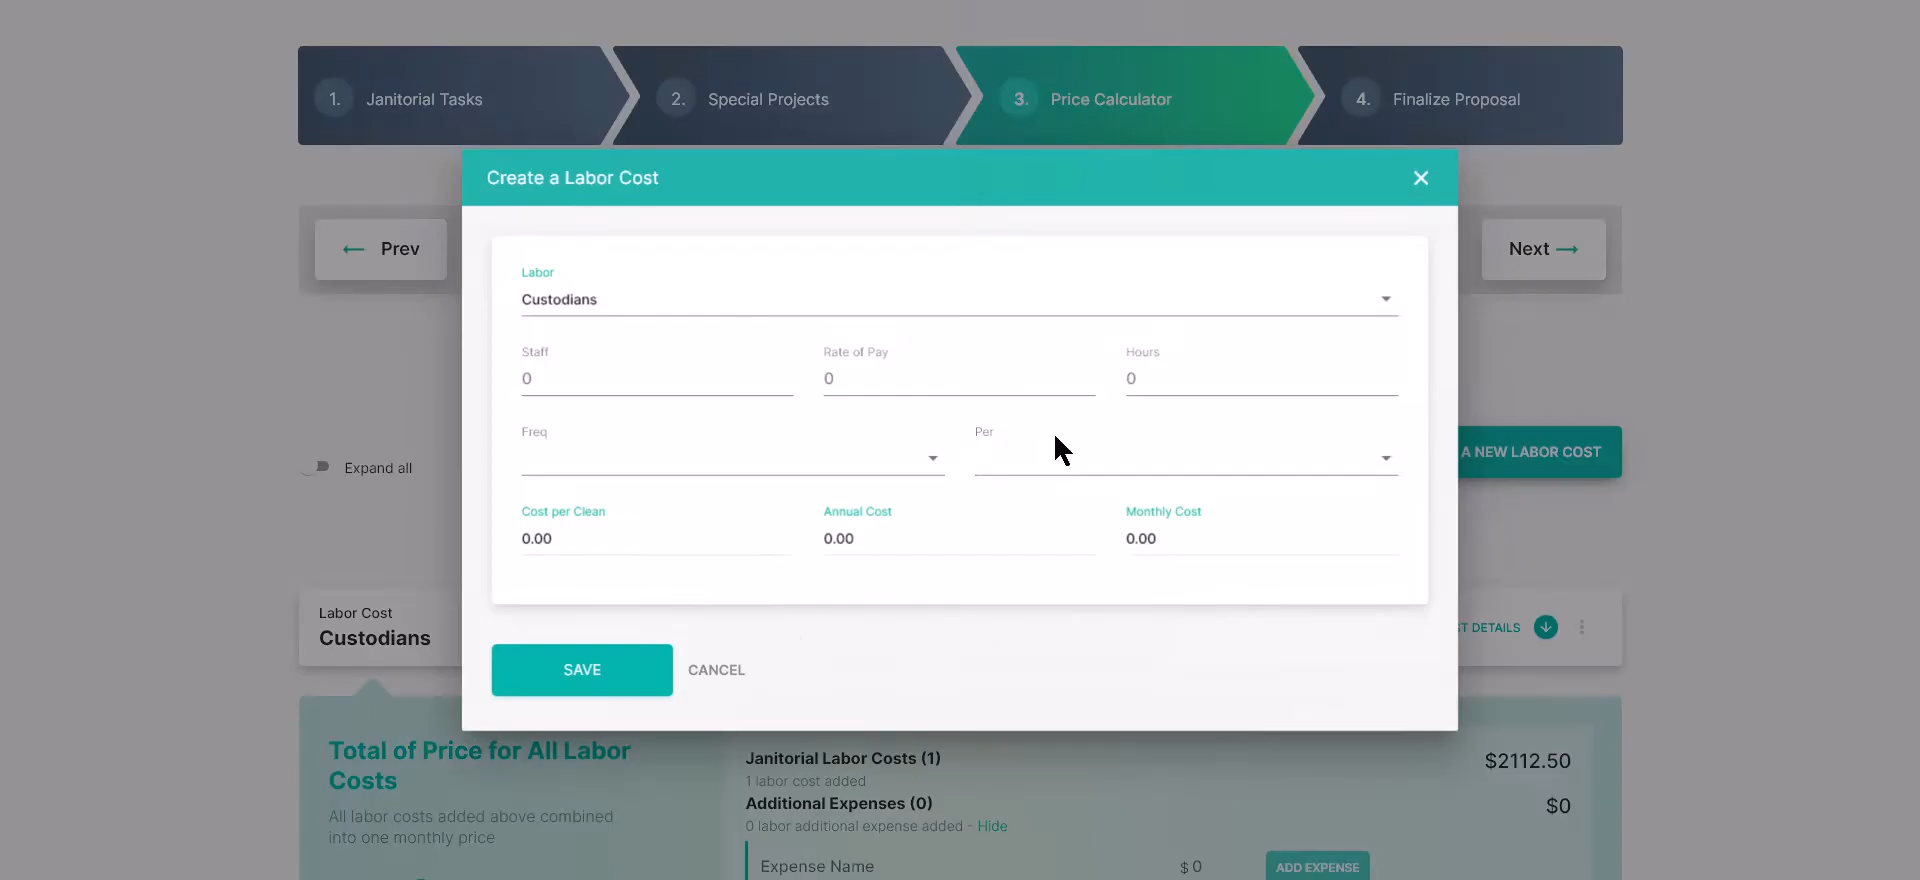 1. Janitorial Tasks
2. Special Projects
3. Price Calculator
4. Finalize Proposal
Create a Labor Cost
← Prev
Next →
Labor
Custodians
Staff
Rate of Pay
Hours
0
0
0
Freq
Per
Expand all
A NEW LABOR COST
Cost per Clean
Annual Cost
Monthly Cost
0.00
0.00
0.00
Labor Cost
Custodians
DETAILS
SAVE
CANCEL
Total of Price for All Labor
Costs
All labor costs added above combined
into one monthly price
Janitorial Labor Costs (1)
$2112.50
1 labor cost added
Additional Expenses (0)
$0
0 labor additional expense added - Hide
Expense Name
$ 0
ADD EXPENSE